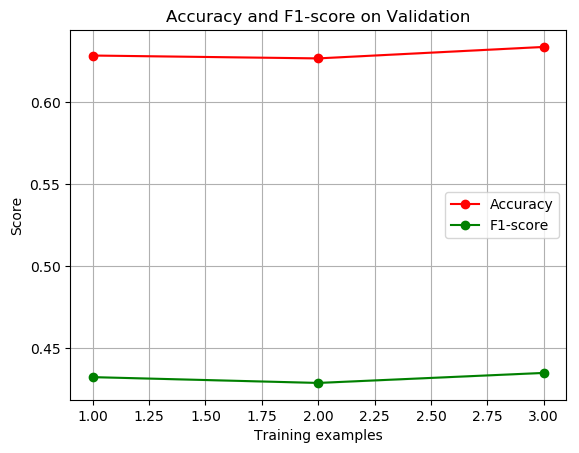 Accuracy and F1-score on Validation
Score
0.60
0.55
0.50
0.45
Accuracy
F1-score
1.00 1.25 1.50 1.75 2.00 2.25 2.50 2.75 3.00
Training examples